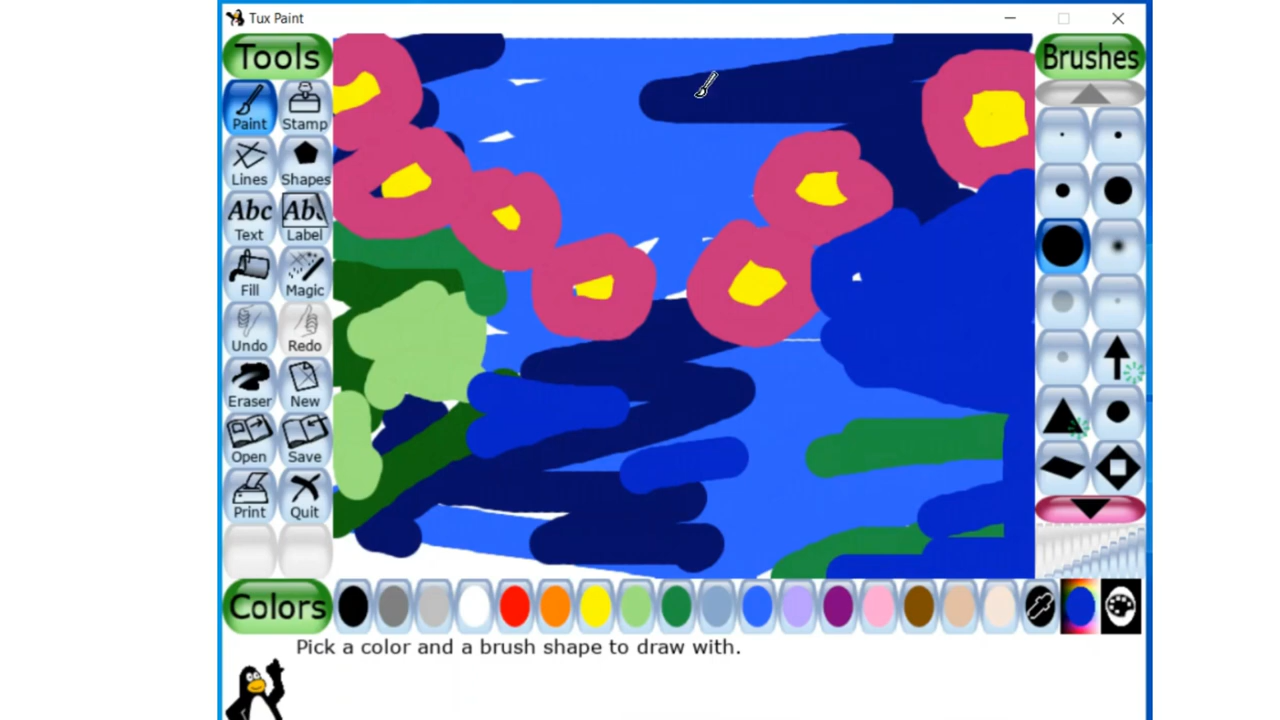 Tux Paint
Tools
Brushes
Paint
Stamp
Lines
Shapes
Abc
Abc
Text
Label
Fill
Magic
Undo
Redo
Eraser
New
Open
Save
Print
Quit
Colors
Pick a color and a brush shape to draw with.